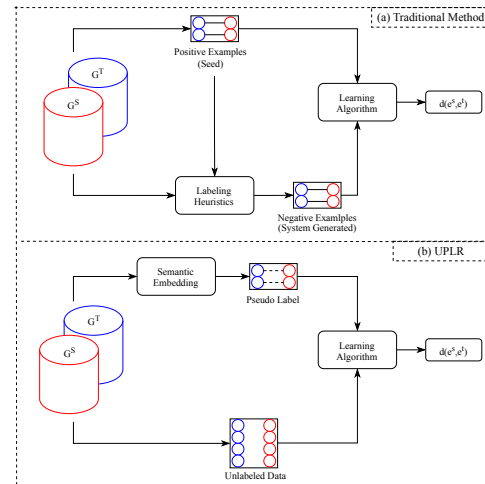 (a) Traditional Method
Positive Examples
(Seed)
G^T
G^S
Learning
Algorithm
d(e^s,e^t)
Labeling
Heuristics
Negative Examples
(System Generated)
(b) UPLR
Semantic
Embedding
Pseudo Label
G^T
G^S
Learning
Algorithm
d(e^s,e^t)
Unlabeled Data